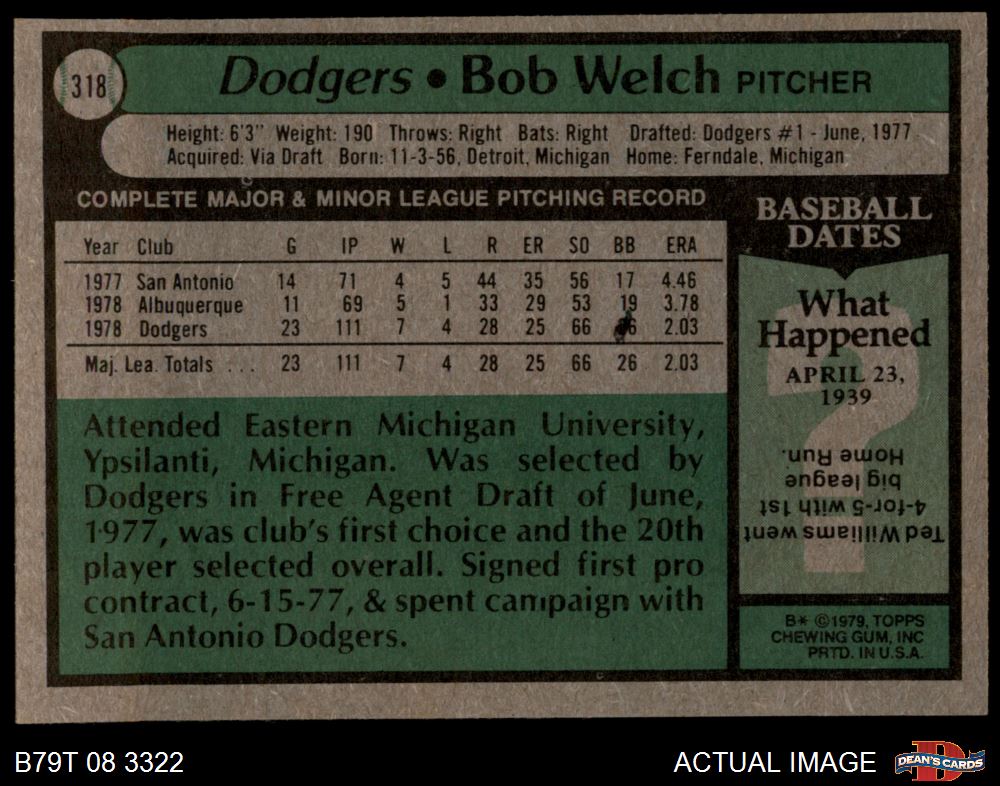 318
Dodgers • Bob Welch PITCHER
Height: 6'3" Weight: 190 Throws: Right Bats: Right Drafted: Dodgers #1 - June, 1977
Acquired: Via Draft Born: 11-3-56, Detroit, Michigan Home: Ferndale, Michigan
COMPLETE MAJOR & MINOR LEAGUE PITCHING RECORD
Year Club G IP W L R ER SO BB ERA
1977 San Antonio 14 71 4 5 44 35 56 17 4.46
1978 Albuquerque 11 69 5 1 33 29 53 19 3.78
1978 Dodgers 23 111 7 4 28 25 66 2.03
Maj. Lea. Totals . . . 23 111 7 4 28 25 66 26 2.03
Attended Eastern Michigan University,
Ypsilanti, Michigan. Was selected by
Dodgers in Free Agent Draft of June,
1977, was club's first choice and the 20th
player selected overall. Signed first pro
contract, 6-15-77, & spent campaign with
San Antonio Dodgers.
BASEBALL
DATES
What
Happened
APRIL 23,
1939
Ted Williams went
4-for-5 with 1st
big league
Home Run.
B* ©1979, TOPPS
CHEWING GUM, INC
PRTD. IN U.S.A.
B79T 08 3322
ACTUAL IMAGE
DEAN'S CARDS